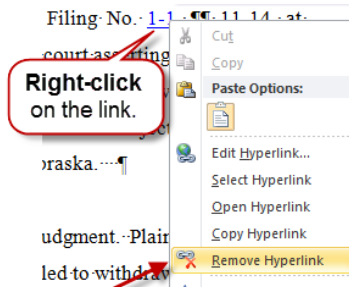 Filing No. 1-1, ¶¶ 11, 14, at
court asserting
Right-click
on the link.
braska. ¶
udgment. Plain
led to withdraw
Cut
Copy
Paste Options:
Edit Hyperlink...
Select Hyperlink
Open Hyperlink
Copy Hyperlink
Remove Hyperlink